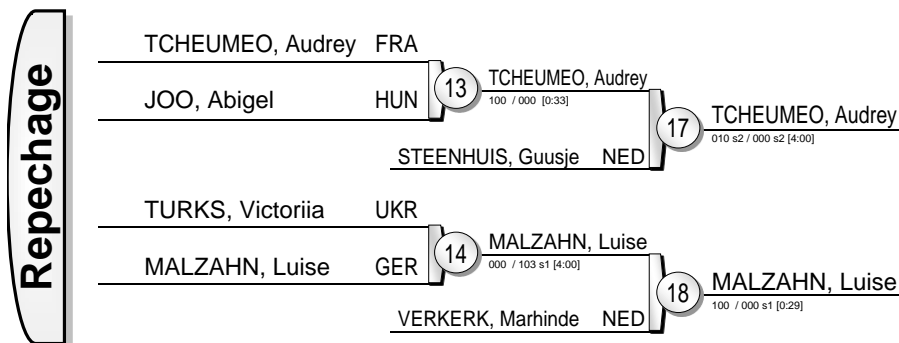 Repechage
TCHEUMEO, Audrey FRA
JOO, Abigel HUN
13
TCHEUMEO, Audrey
100 / 000 [0:33]
STEENHUIS, Guusje NED
17
TCHEUMEO, Audrey
010 s2 / 000 s2 [4:00]
TURKS, Victoriia UKR
MALZAHN, Luise GER
14
MALZAHN, Luise
000 / 103 s1 [4:00]
VERKERK, Marhinde NED
18
MALZAHN, Luise
100 / 000 s1 [0:29]